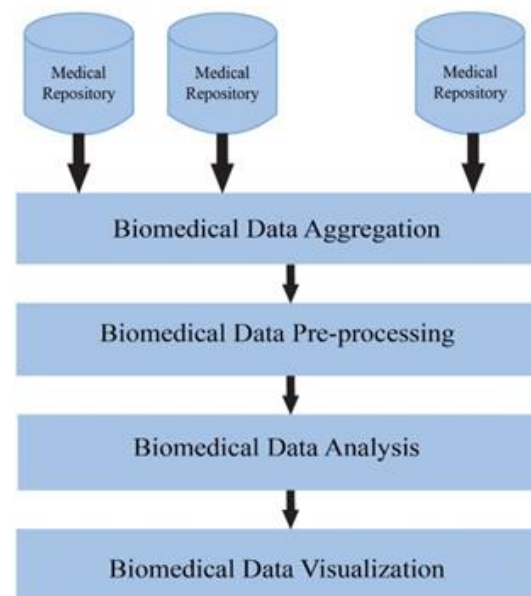 Medical
Repository
Medical
Repository
Medical
Repository
Biomedical Data Aggregation
Biomedical Data Pre-processing
Biomedical Data Analysis
Biomedical Data Visualization